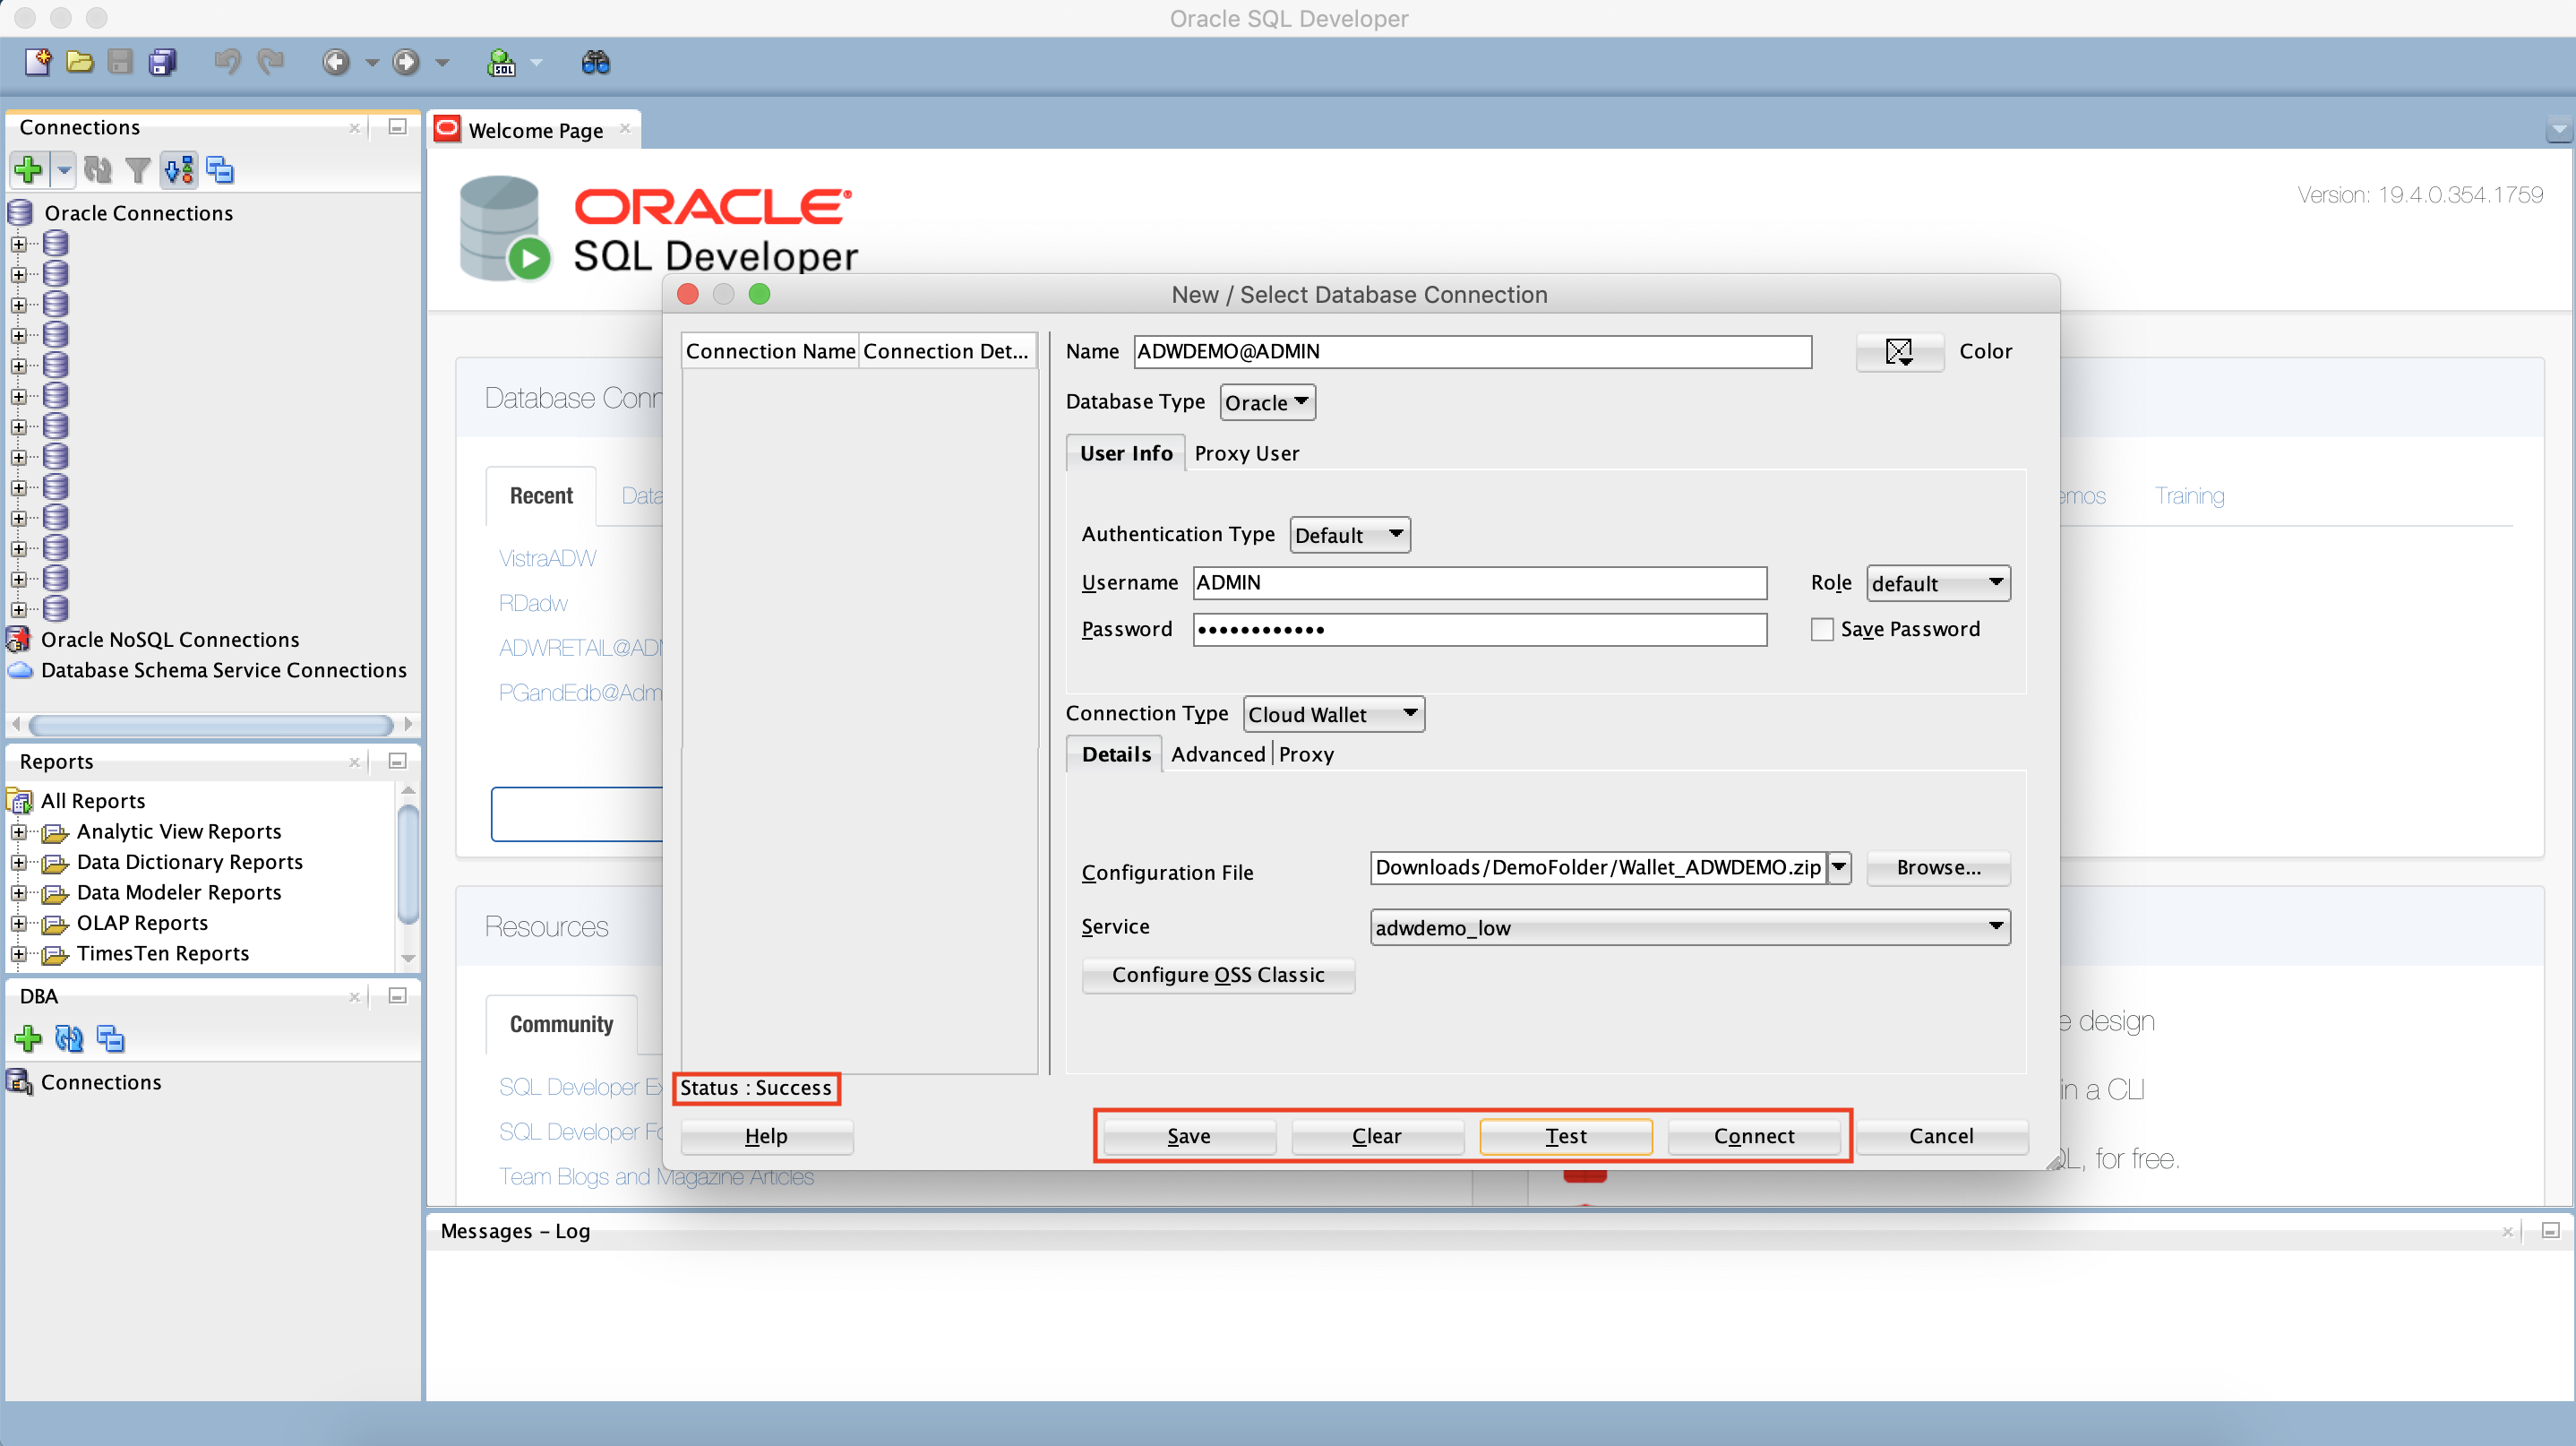 Oracle SQL Developer
Connections
Welcome Page
Oracle Connections
Oracle NoSQL Connections
Database Schema Service Connections
Reports
All Reports
Analytic View Reports
Data Dictionary Reports
Data Modeler Reports
OLAP Reports
TimesTen Reports
DBA
Connections
ORACLE
SQL Developer
Version: 19.4.0.354.1759
Database Conn
Recent
Data
VistraADW
RDadw
ADWRETAIL@ADM
PGandEdb@Adm
Resources
Community
SQL Developer Ex
SQL Developer Fo
Team Blogs and Magazine Articles
emos
Training
e design
in a CLI
QL, for free.
New / Select Database Connection
Connection Name
Connection Det...
Name ADWDEMO@ADMIN
Color
Database Type Oracle
User Info Proxy User
Authentication Type Default
Username ADMIN
Role default
Password ••••••••••••
Save Password
Connection Type Cloud Wallet
Details Advanced Proxy
Configuration File Downloads/DemoFolder/Wallet_ADWDEMO.zip Browse...
Service adwdemo_low
Configure OSS Classic
Status : Success
Help Save Clear Test Connect Cancel
Messages - Log